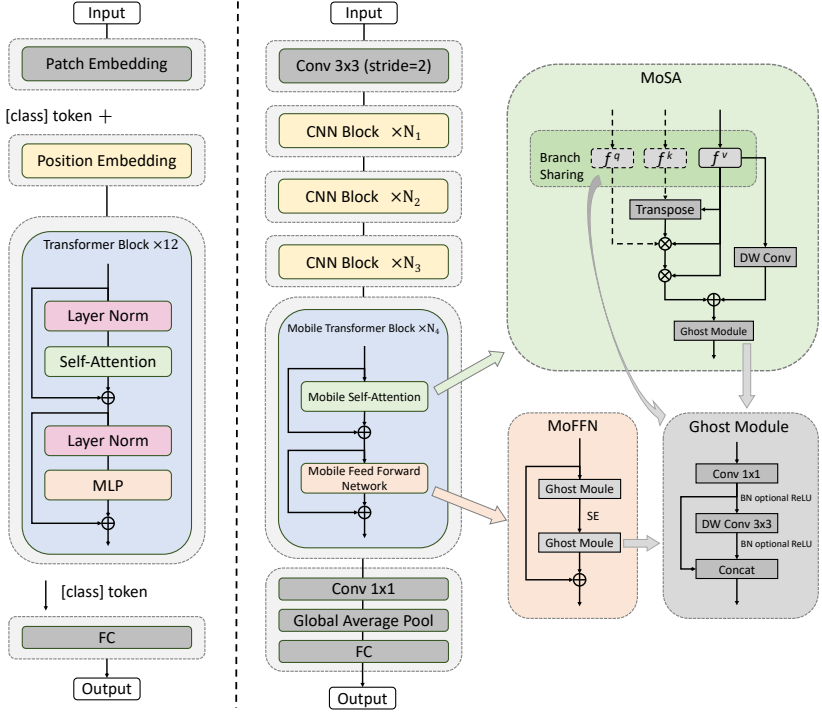 Input
Patch Embedding
[class] token +
Position Embedding
Transformer Block ×12
Layer Norm
Self-Attention
Layer Norm
MLP
[class] token
FC
Output
Input
Conv 3x3 (stride=2)
CNN Block ×N1
CNN Block ×N2
CNN Block ×N3
Mobile Transformer Block ×N4
Mobile Self-Attention
Mobile Feed Forward
Network
Conv 1x1
Global Average Pool
FC
Output
MoSA
Branch
Sharing
f^q
f^k
f^v
Transpose
DW Conv
Ghost Module
MoFFN
Ghost Moule
SE
Ghost Moule
Ghost Module
Conv 1x1
BN optional ReLU
DW Conv 3x3
BN optional ReLU
Concat